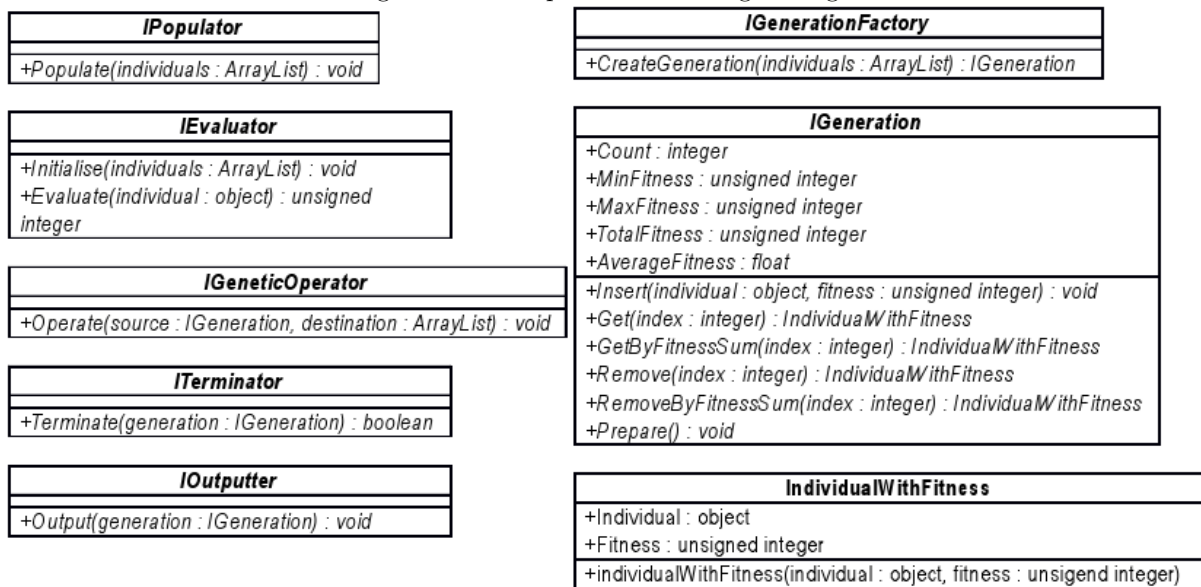 IPopulator
+Populate(individuals : ArrayList) : void
IEvaluator
+Initialise(individuals : ArrayList) : void
+Evaluate(individual : object) : unsigned
integer
IGeneticOperator
+Operate(source : IGeneration, destination : ArrayList) : void
ITerminator
+Terminate(generation : IGeneration) : boolean
IOutputter
+Output(generation : IGeneration) : void
IGenerationFactory
+CreateGeneration(individuals : ArrayList) : IGeneration
IGeneration
+Count : integer
+MinFitness : unsigned integer
+MaxFitness : unsigned integer
+TotalFitness : unsigned integer
+AverageFitness : float
+Insert(individual : object, fitness : unsigned integer) : void
+Get(index : integer) : IndividualWithFitness
+GetByFitnessSum(index : integer) : IndividualWithFitness
+Remove(index : integer) : IndividualWithFitness
+RemoveByFitnessSum(index : integer) : IndividualWithFitness
+Prepare() : void
IndividualWithFitness
+Individual : object
+Fitness : unsigned integer
+individualWithFitness(individual : object, fitness : unsigend integer)